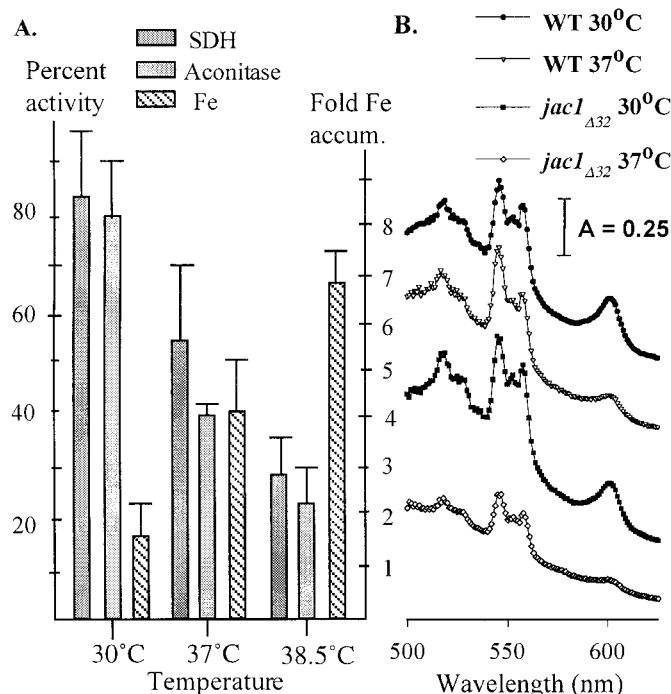 A.
SDH
Aconitase
Fe
Percent
activity
Fold Fe
accum.
80
60
40
20
8
7
6
5
4
3
2
1
30°C
37°C
38.5°C
Temperature
B.
WT 30°C
WT 37°C
jac1Δ32 30°C
jac1Δ32 37°C
A = 0.25
500
550
600
Wavelength (nm)